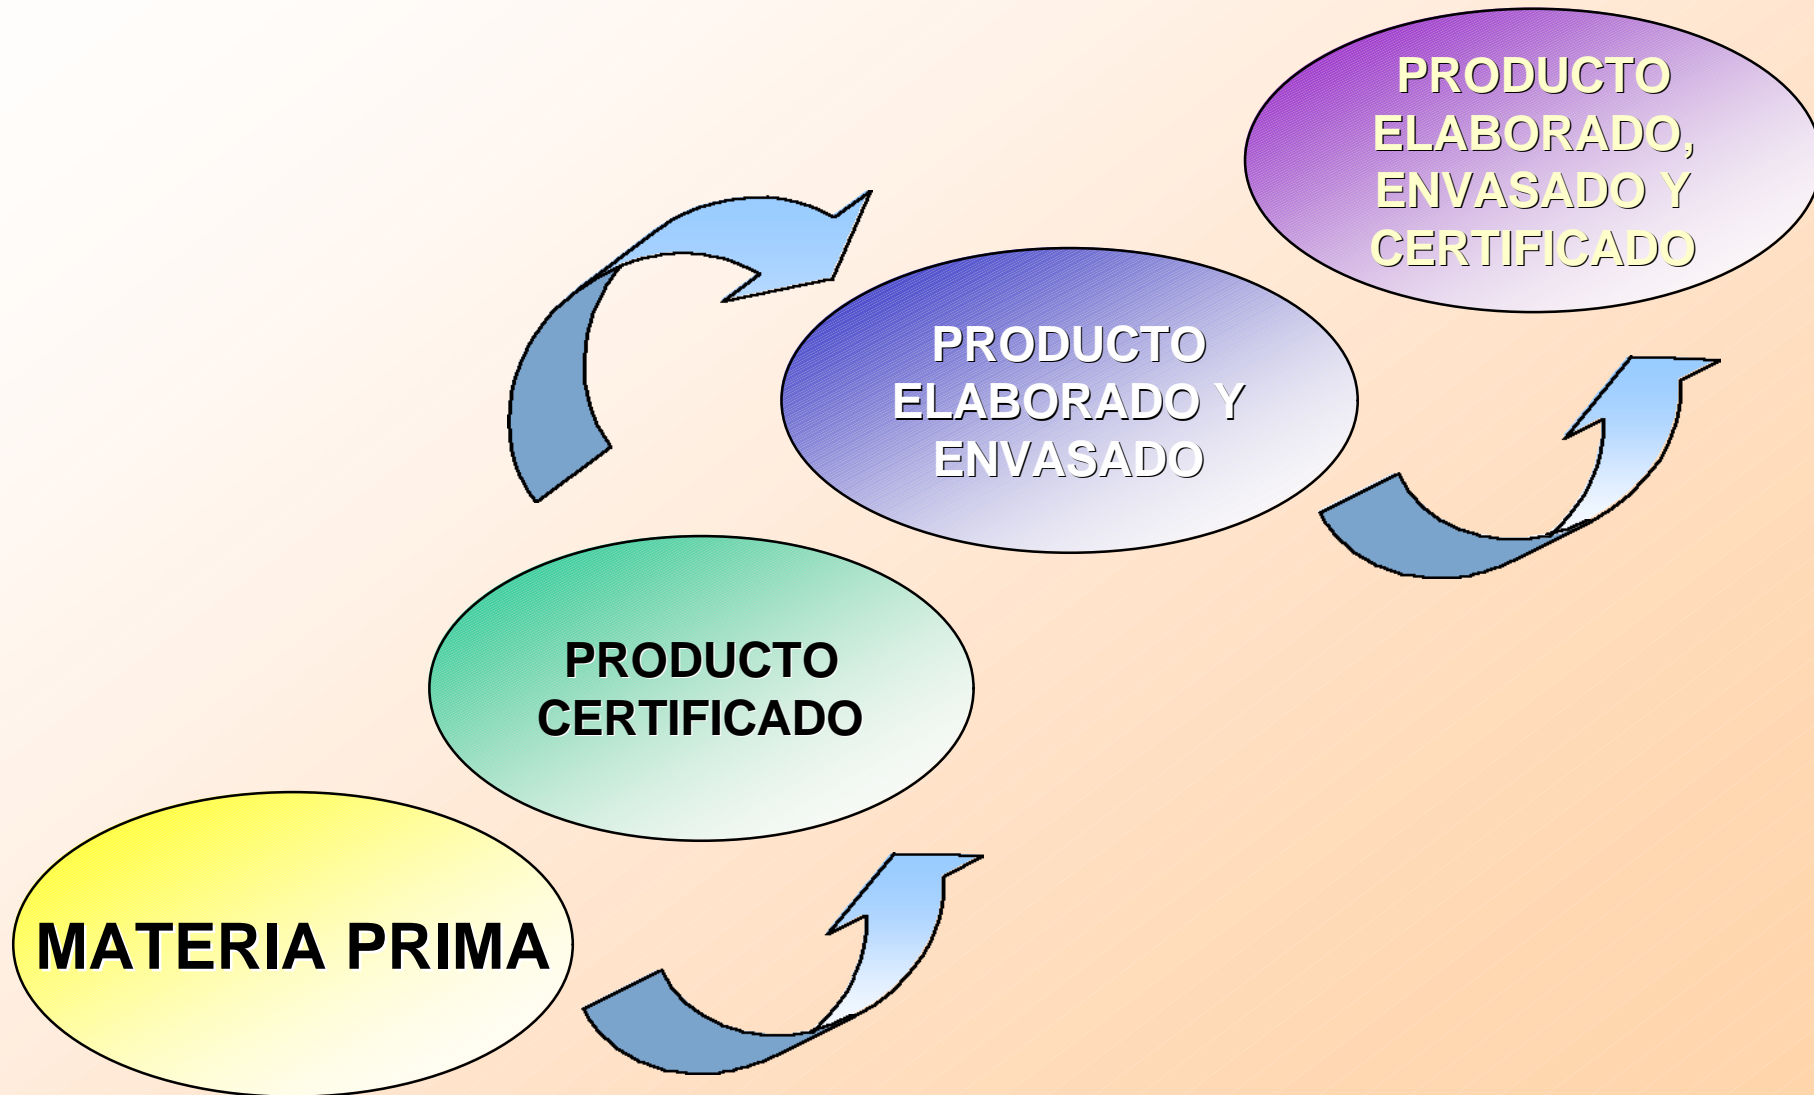 PRODUCTO
ELABORADO,
ENVASADO Y
CERTIFICADO
PRODUCTO
ELABORADO Y
ENVASADO
PRODUCTO
CERTIFICADO
MATERIA PRIMA